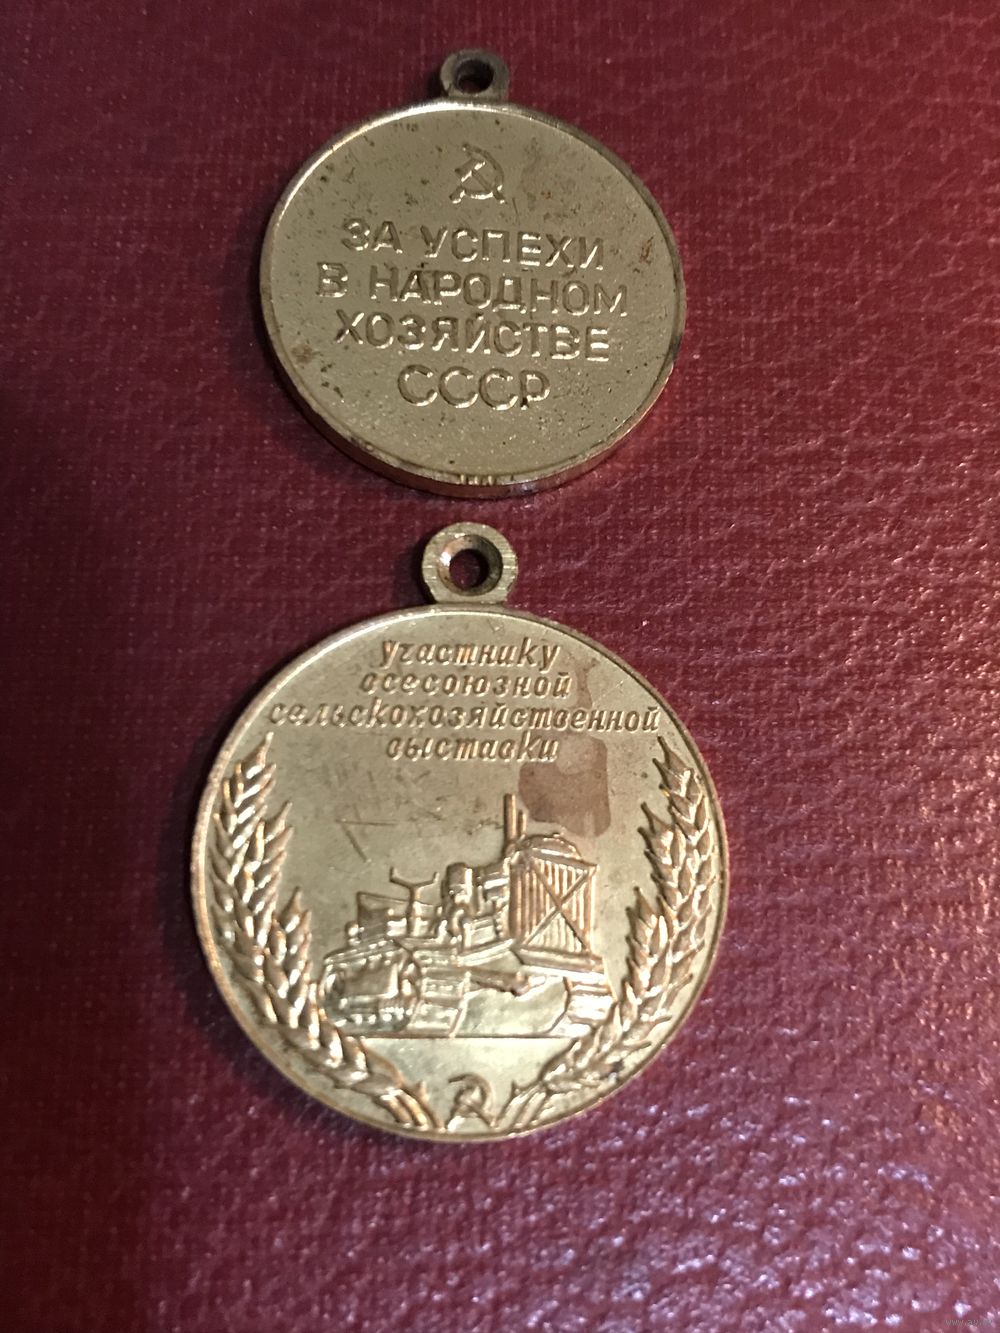 ЗА УСПЕХИ
В НАРОДНОМ
ХОЗЯЙСТВЕ
СССР
участнику
всесоюзной
сельскохозяйственной
выставки